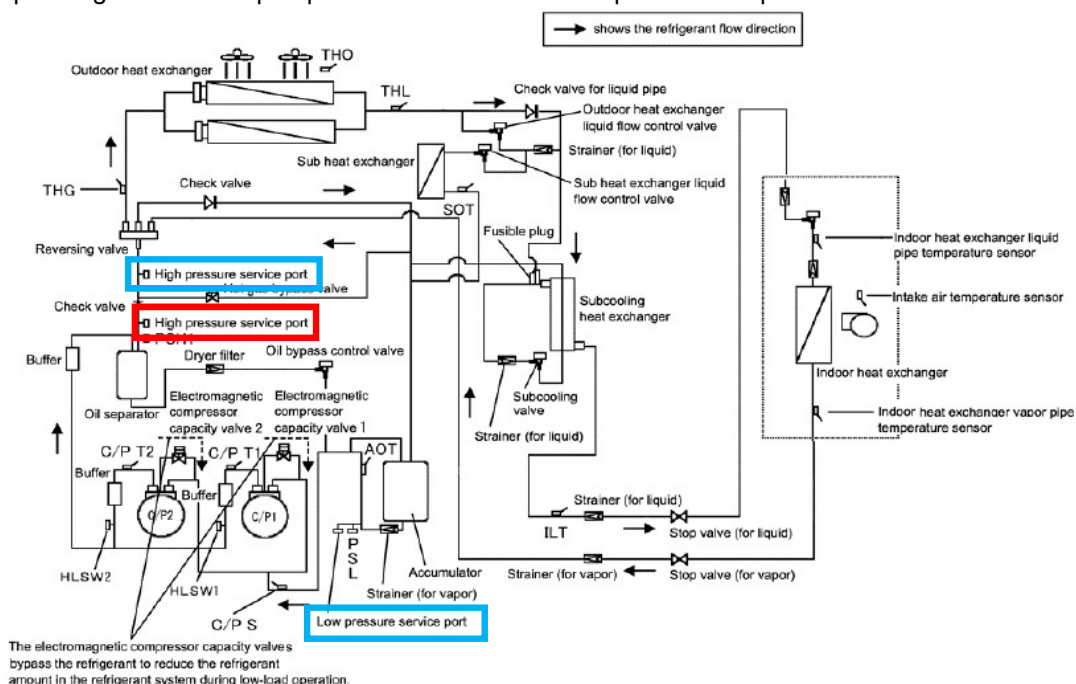 shows the refrigerant flow direction
THO
Outdoor heat exchanger
THL
Check valve for liquid pipe
Outdoor heat exchanger
liquid flow control valve
Strainer (for liquid)
Sub heat exchanger
Sub heat exchanger liquid
flow control valve
THG
Check valve
SOT
Fusible plug
Reversing valve
High pressure service port
gas bypass valve
Check valve
High pressure service port
Subcooling
heat exchanger
Indoor heat exchanger liquid
pipe temperature sensor
Intake air temperature sensor
Buffer
Dryer filter
Oil bypass control valve
Indoor heat exchanger
Oil separator
Electromagnetic
compressor
capacity valve 2
Electromagnetic
compressor
capacity valve 1
Subcooling
valve
Strainer (for liquid)
Indoor heat exchanger vapor pipe
temperature sensor
C/P T2
C/P T1
AOT
Buffer
Buffer
C/P2
C/P1
Strainer (for liquid)
ILT
Stop valve (for liquid)
PSL
HLSW2
HLSW1
Accumulator
Strainer (for vapor)
Strainer (for vapor)
Stop valve (for vapor)
C/P S
Low pressure service port
The electromagnetic compressor capacity valves
bypass the refrigerant to reduce the refrigerant
amount in the refrigerant system during low-load operation.